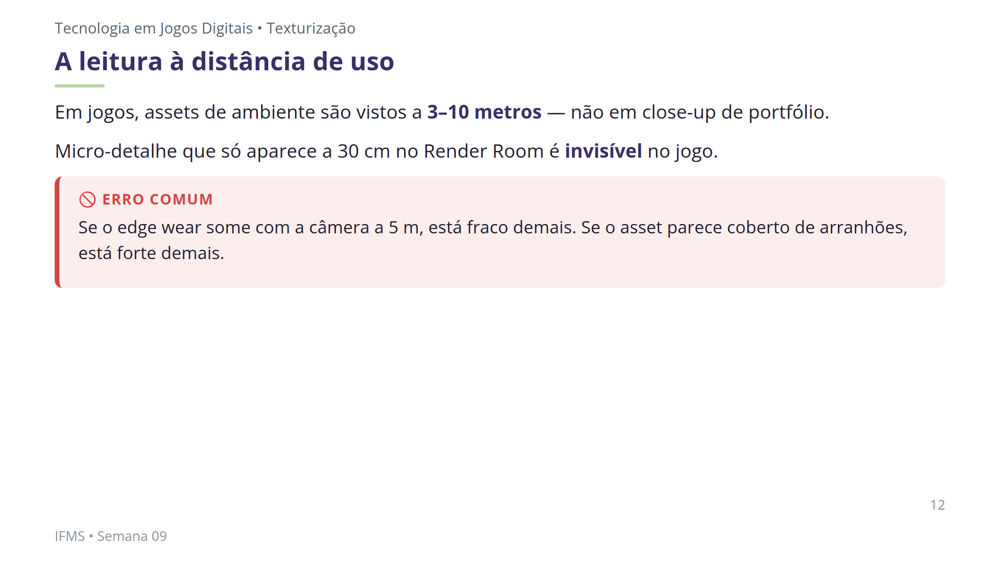 Tecnologia em Jogos Digitais • Texturização
A leitura à distância de uso
Em jogos, assets de ambiente são vistos a 3–10 metros — não em close-up de portfólio.
Micro-detalhe que só aparece a 30 cm no Render Room é invisível no jogo.
🚫 ERRO COMUM
Se o edge wear some com a câmera a 5 m, está fraco demais. Se o asset parece coberto de arranhões,
está forte demais.
12
IFMS • Semana 09